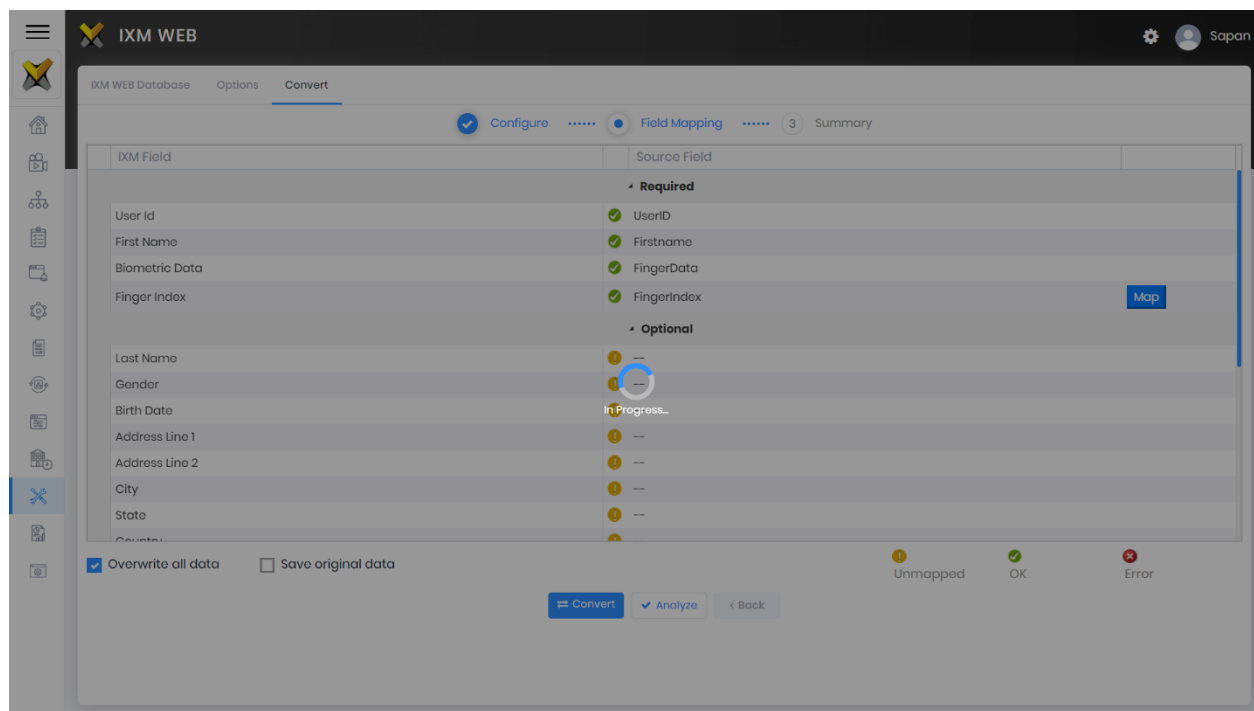 IXM WEB
Sapan
IXM WEB Database Options Convert
Configure Field Mapping 3 Summary
IXM Field Source Field
Required
User Id UserID
First Name Firstname
Biometric Data FingerData
Finger Index FingerIndex Map
Optional
Last Name --
Gender --
Birth Date
In Progress...
Address Line 1 --
Address Line 2 --
City --
State --
Country
Overwrite all data Save original data
Unmapped OK Error
Convert Analyze < Back